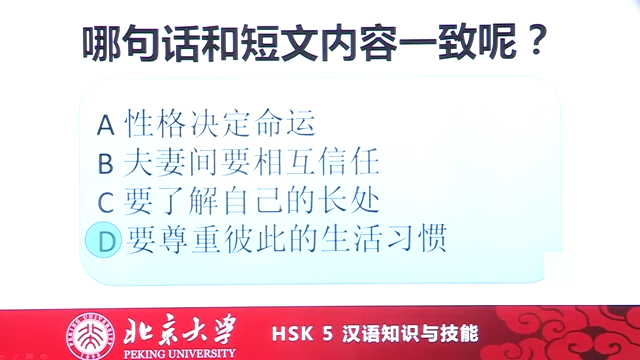 哪句话和短文内容一致呢？
A 性格决定命运
B 夫妻间要相互信任
C 要了解自己的长处
D 要尊重彼此的生活习惯
北京大学
PEKING UNIVERSITY
HSK 5 汉语知识与技能